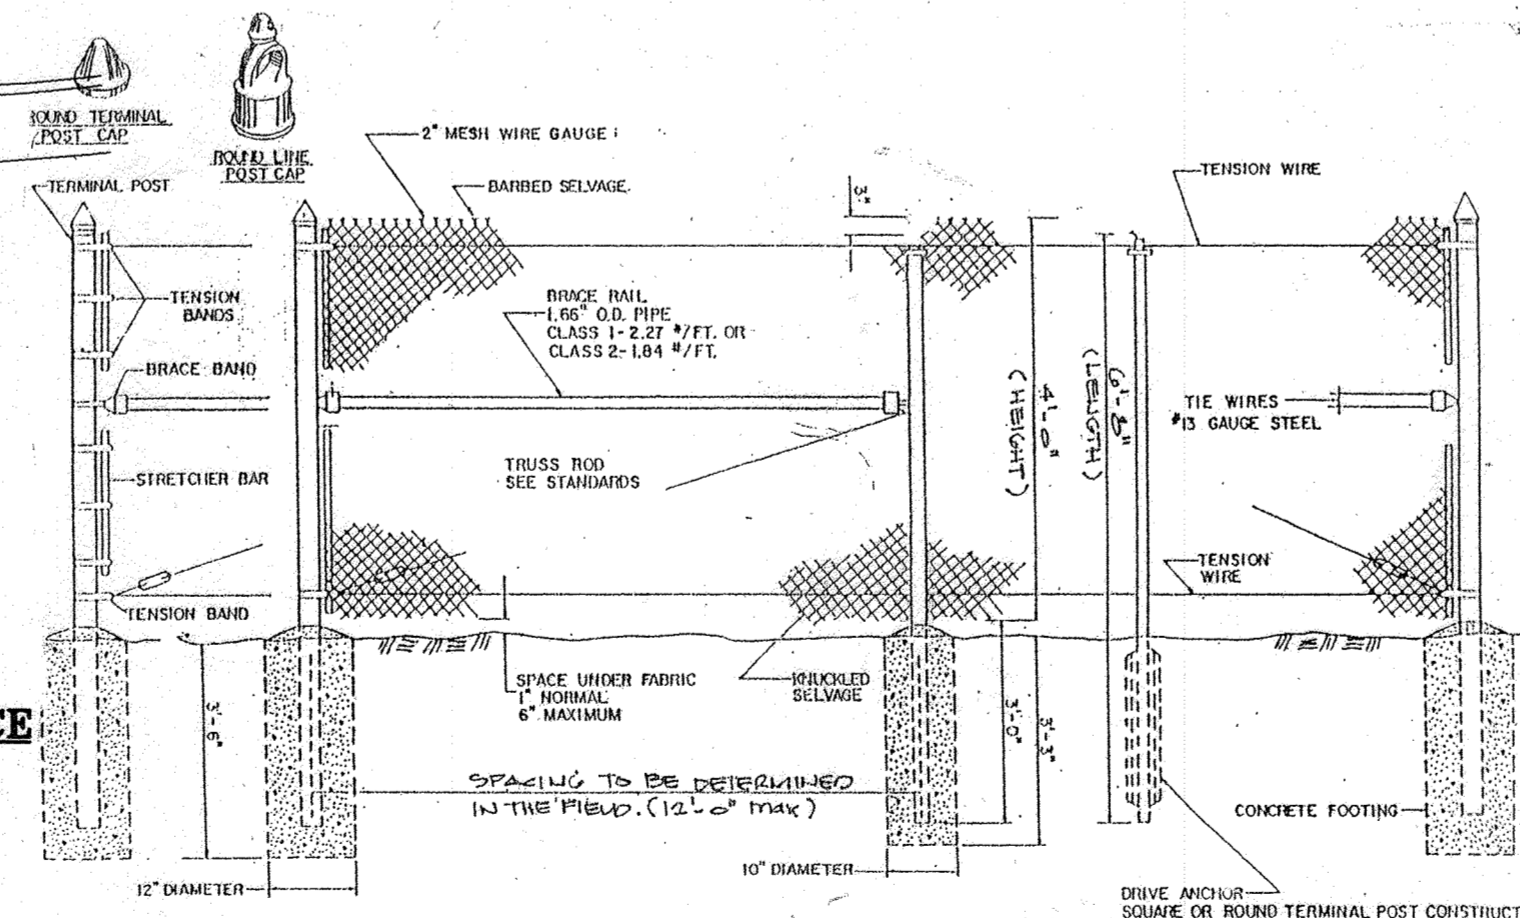 ROUND TERMINAL
POST CAP
ROUND LINE
POST CAP
2" MESH WIRE GAUGE
BARBED SELVAGE
TENSION WIRE
TERMINAL POST
3"
TENSION
BANDS
BRACE RAIL
1.66" O.D. PIPE
CLASS 1-2.27 #/FT. OR
CLASS 2-1.84 #/FT.
BRACE BAND
4'-0"
(HEIGHT)
(LENGTH)
TIE WIRES
#13 GAUGE STEEL
STRETCHER BAR
TRUSS ROD
SEE STANDARDS
TENSION
WIRE
TENSION BAND
SPACE UNDER FABRIC
1" NORMAL
6" MAXIMUM
KNUCKLED
SELVAGE
CE
3'-6"
3'-0"
3'-3"
SPACING TO BE DETERMINED
IN THE FIELD. (12'-0" MAX)
CONCRETE FOOTING
12" DIAMETER
10" DIAMETER
DRIVE ANCHOR
SQUARE OR ROUND TERMINAL POST CONSTRUCT